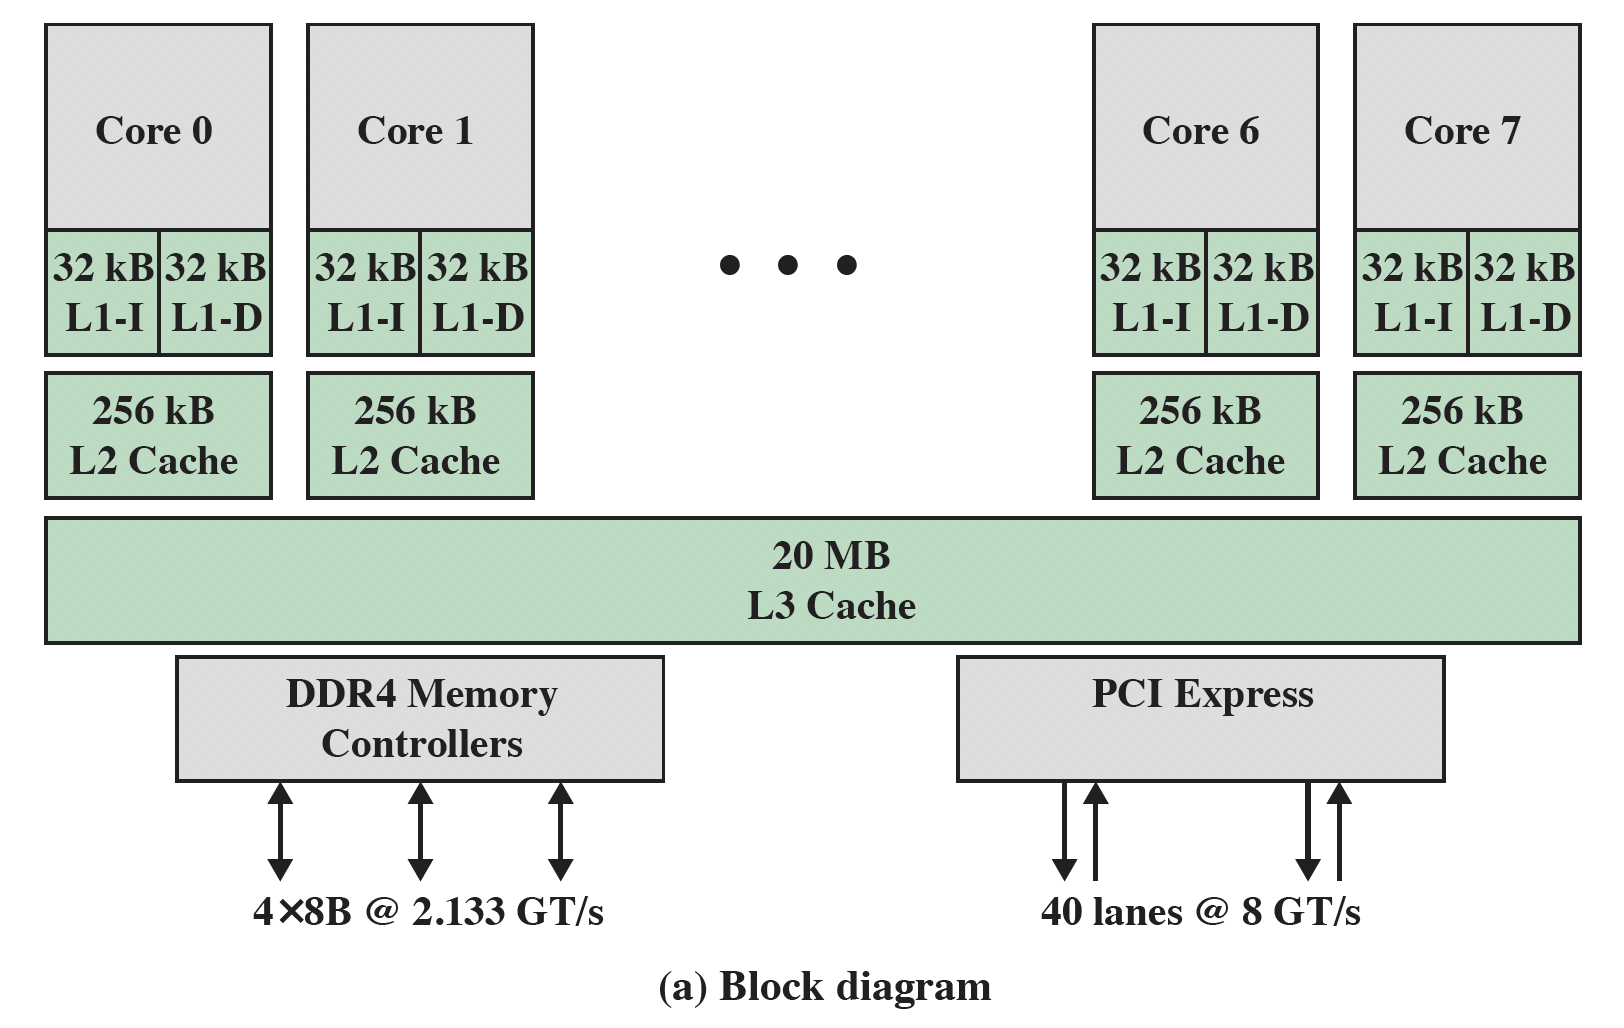 Core 0
Core 1
Core 6
Core 7
32 kB
L1-I
32 kB
L1-D
32 kB
L1-I
32 kB
L1-D
32 kB
L1-I
32 kB
L1-D
32 kB
L1-I
32 kB
L1-D
256 kB
L2 Cache
256 kB
L2 Cache
256 kB
L2 Cache
256 kB
L2 Cache
20 MB
L3 Cache
DDR4 Memory
Controllers
PCI Express
4×8B @ 2.133 GT/s
40 lanes @ 8 GT/s
(a) Block diagram